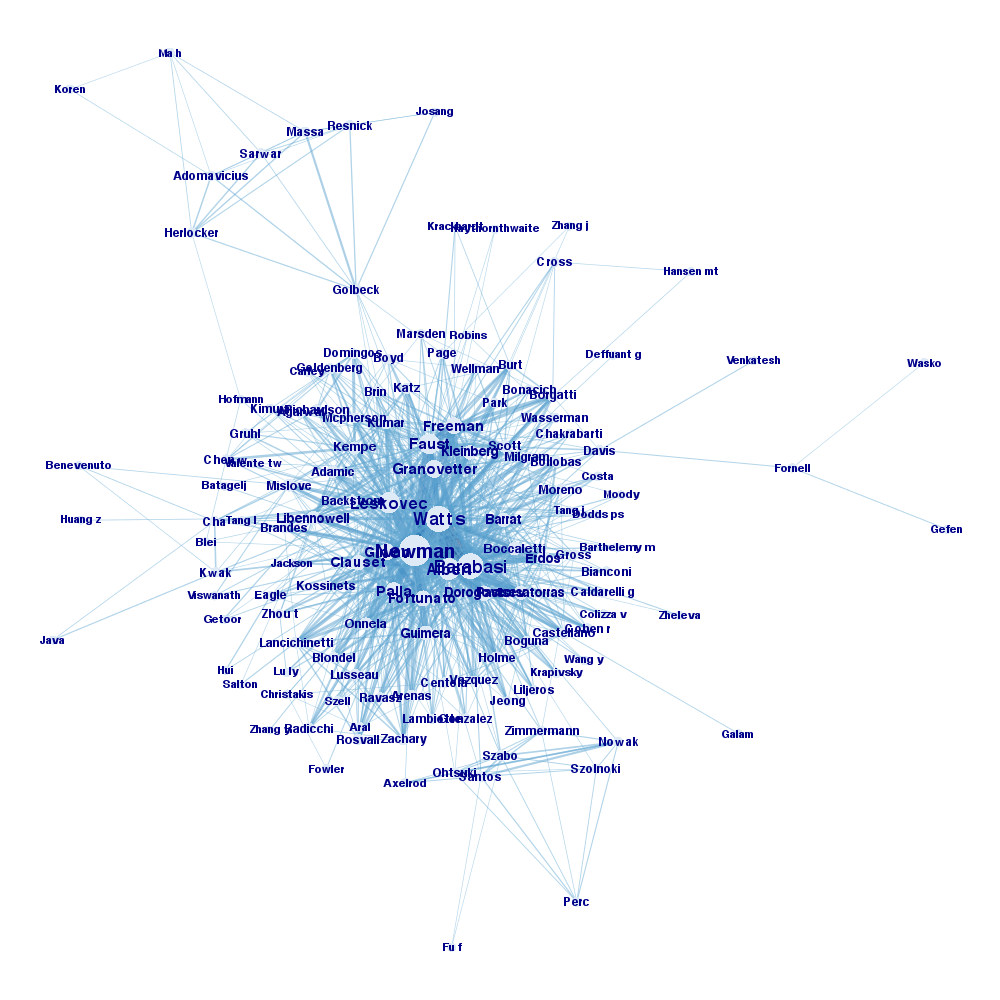 Ma h
Koren
Josang
Resnick
Massa
Sarwar
Adomavicius
Herlocker
Krackhardt
Haythornthwaite
Zhang j
Cross
Hansen mt
Golbeck
Marsden
Robins
Domingos
Boyd
Page
Deffuant g
Venkatesh
Wasko
Goldenberg
Carley
Wellman
Burt
Brin
Katz
Bonacich
Borgatti
Hofmann
Park
Kimura
Agarwal
Richardson
Mcpherson
Kumar
Wasserman
Freeman
Gruhl
Chakrabarti
Faust
Kempe
Kleinberg
Scott
Davis
Milgram
Chen w
Valente tw
Bollobas
Benevenuto
Granovetter
Fornell
Adamic
Costa
Batagelj
Mislove
Moreno
Moody
Backstrom
Leskovec
Tang j
Dodds ps
Huang z
Cha
Tang l
Libennowell
Watts
Barrat
Brandes
Gefen
Blei
Newman
Boccaletti
Barthelemy m
Gross
Erdos
Jackson
Clauset
Albert
Barabasi
Bianconi
Kwak
Kossinets
Viswanath
Eagle
Palla
Fortunato
Dorogovtsev
Pastorsatorras
Caldarelli g
Getoor
Zhou t
Colizza v
Zheleva
Onnela
Guimera
Castellano
Cohen r
Java
Lancichinetti
Boguna
Blondel
Holme
Wang y
Hui
Lu ly
Lusseau
Krapivsky
Salton
Centola
Vazquez
Christakis
Szell
Ravasz
Arenas
Liljeros
Jeong
Lambiotte
Gonzalez
Zhang y
Radicchi
Aral
Rosvall
Zachary
Zimmermann
Galam
Nowak
Szabo
Fowler
Szolnoki
Ohtsuki
Santos
Axelrod
Perc
Fu f